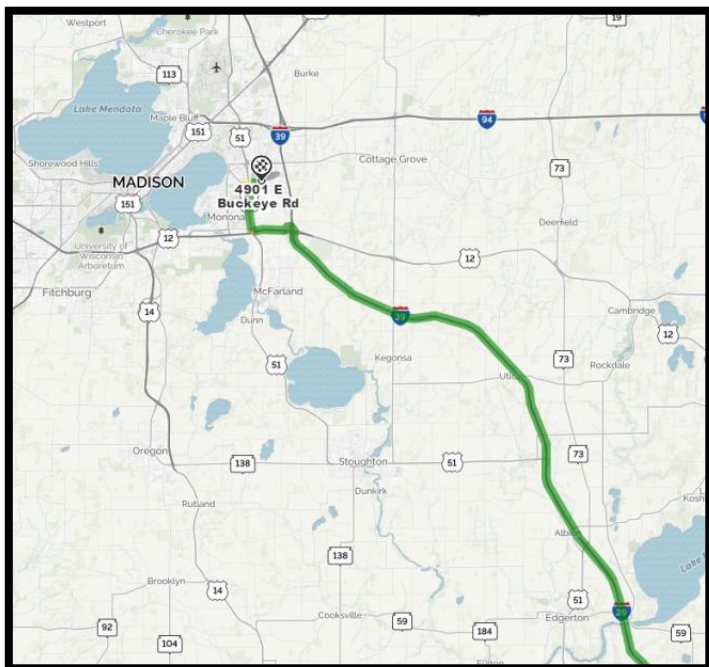 Westport
Cherokee Park
19
113
Burke
Lake Mendota
Maple Bluff
151
51
39
94
Shorewood Hills
Cottage Grove
73
MADISON
4901 E
Buckeye Rd
151
Monona
Deerfield
12
University of
Wisconsin
Arboretum
12
Fitchburg
McFarland
14
Dunn
39
Cambridge
12
Kegonsa
51
73
Rockdale
Utica
Oregon
138
Stoughton
51
73
Dunkirk
Rutland
Albion
138
Brooklyn
14
51
39
92
Cooksville
59
Edgerton
184
59
104
Fulton